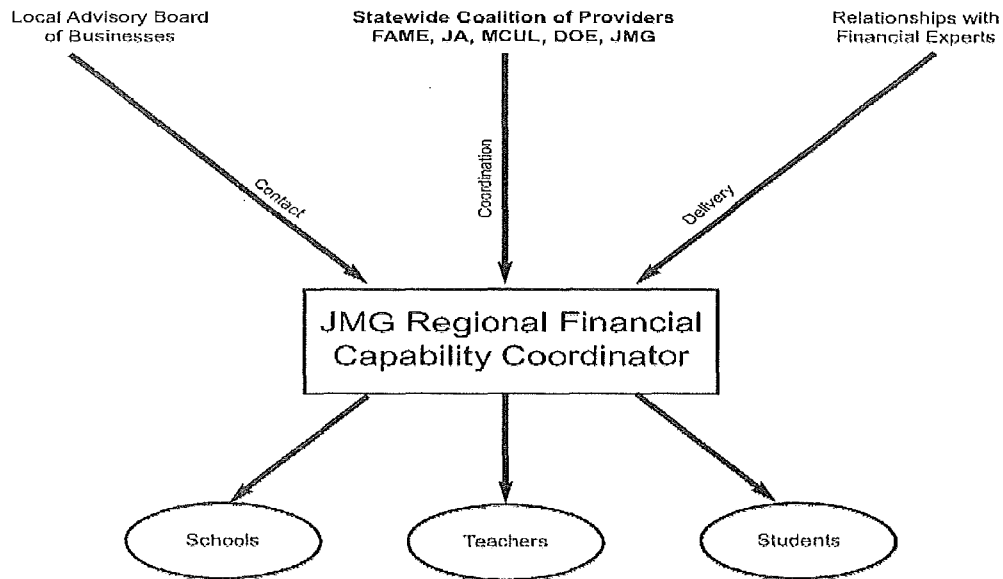 Local Advisory Board
of Businesses
Statewide Coalition of Providers
FAME, JA, MCUL, DOE, JMG
Relationships with
Financial Experts
Contact
Coordination
Delivery
JMG Regional Financial
Capability Coordinator
Schools
Teachers
Students